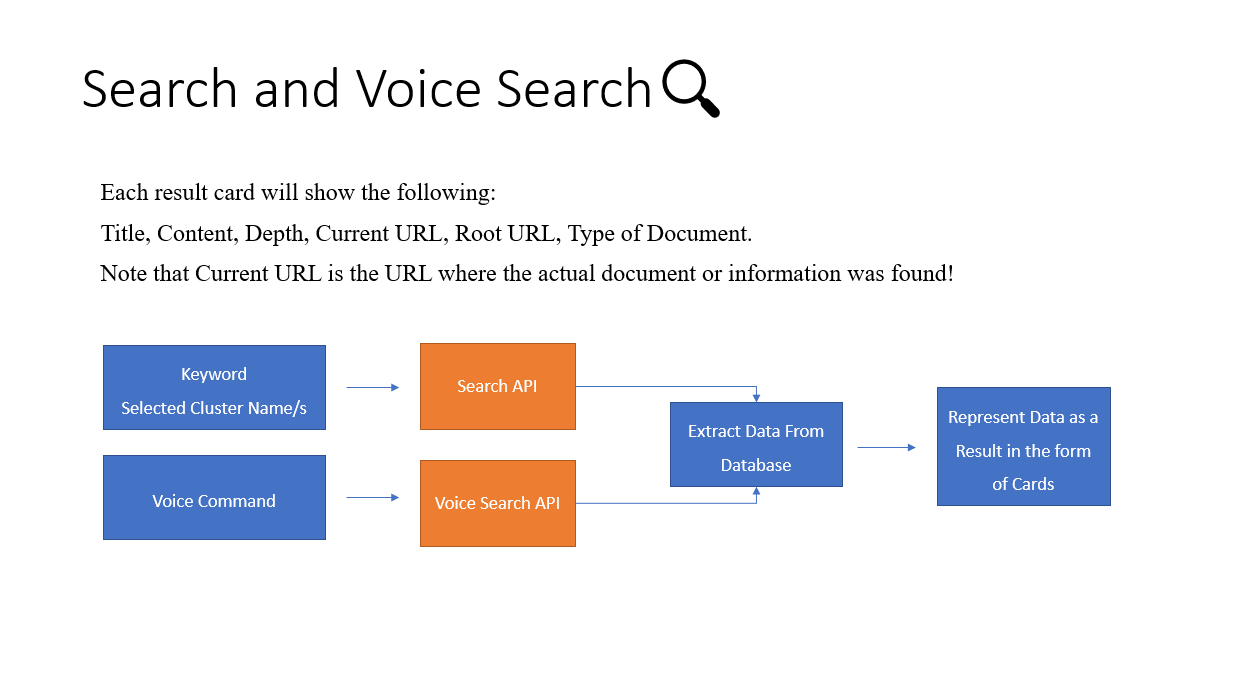 Search and Voice Search
Each result card will show the following:
Title, Content, Depth, Current URL, Root URL, Type of Document.
Note that Current URL is the URL where the actual document or information was found!
Keyword
Selected Cluster Name/s
Search API
Extract Data From
Database
Represent Data as a
Result in the form
of Cards
Voice Command
Voice Search API